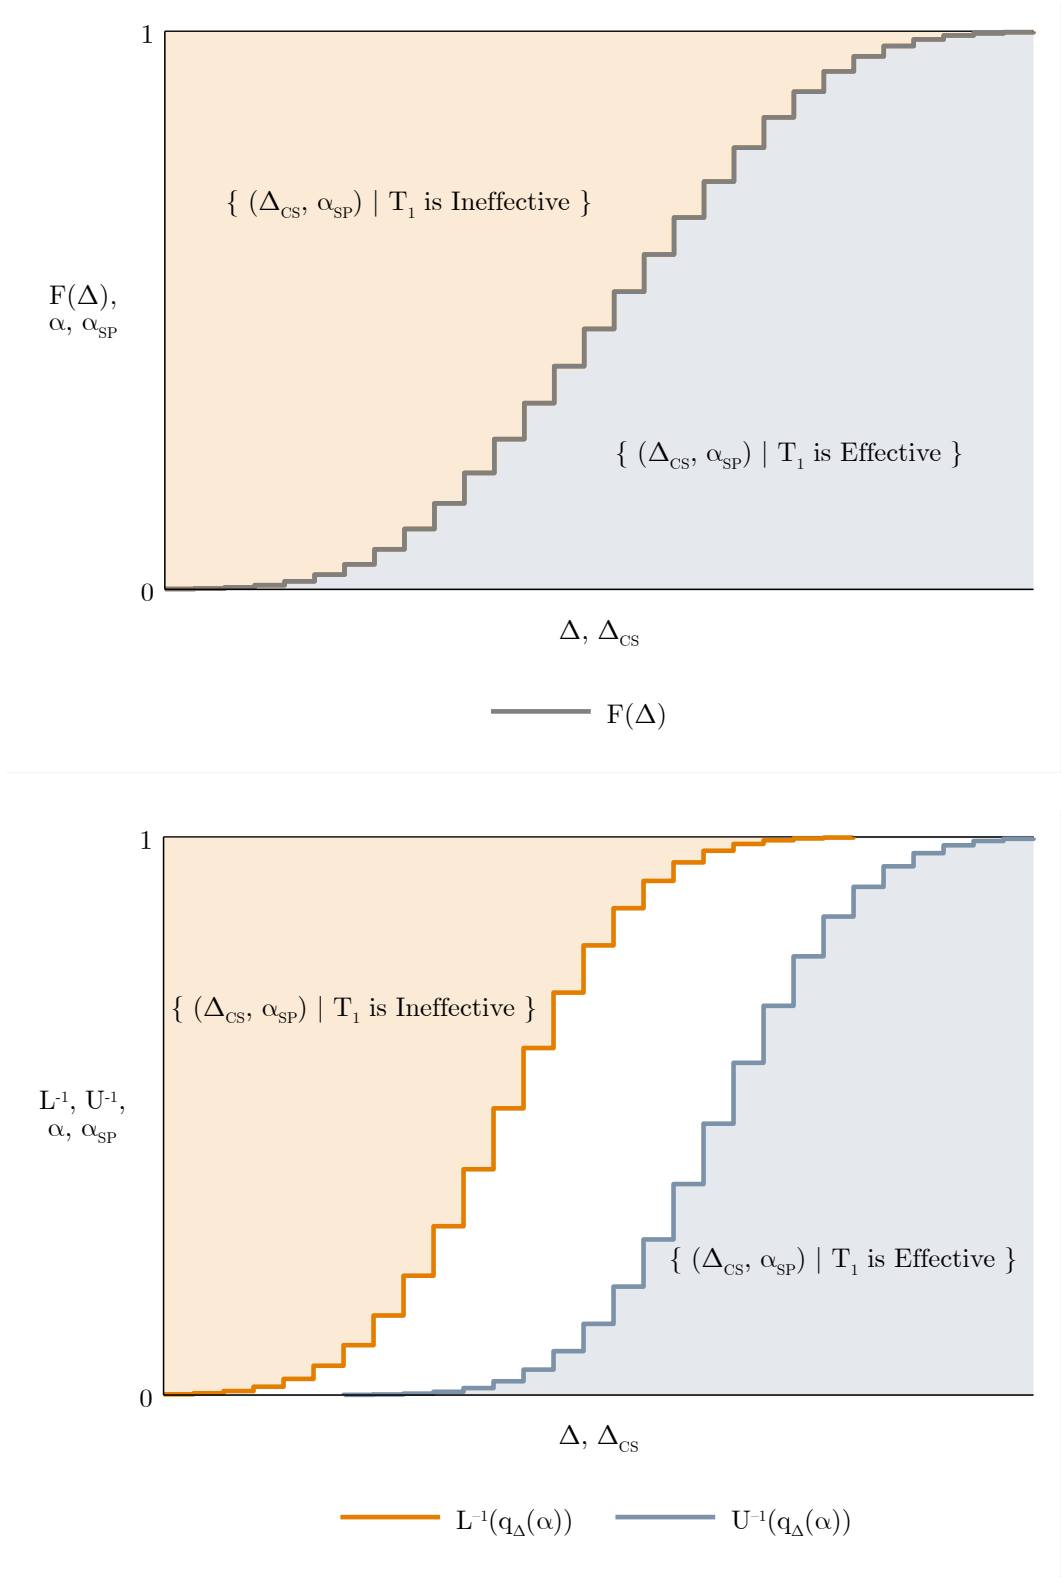 1
{ (Δ_CS, α_SP) | T_1 is Ineffective }
F(Δ),
α, α_SP
{ (Δ_CS, α_SP) | T_1 is Effective }
0
Δ, Δ_CS
F(Δ)
1
{ (Δ_CS, α_SP) | T_1 is Ineffective }
L⁻¹, U⁻¹,
α, α_SP
{ (Δ_CS, α_SP) | T_1 is Effective }
0
Δ, Δ_CS
L⁻¹(q_Δ(α)) U⁻¹(q_Δ(α))